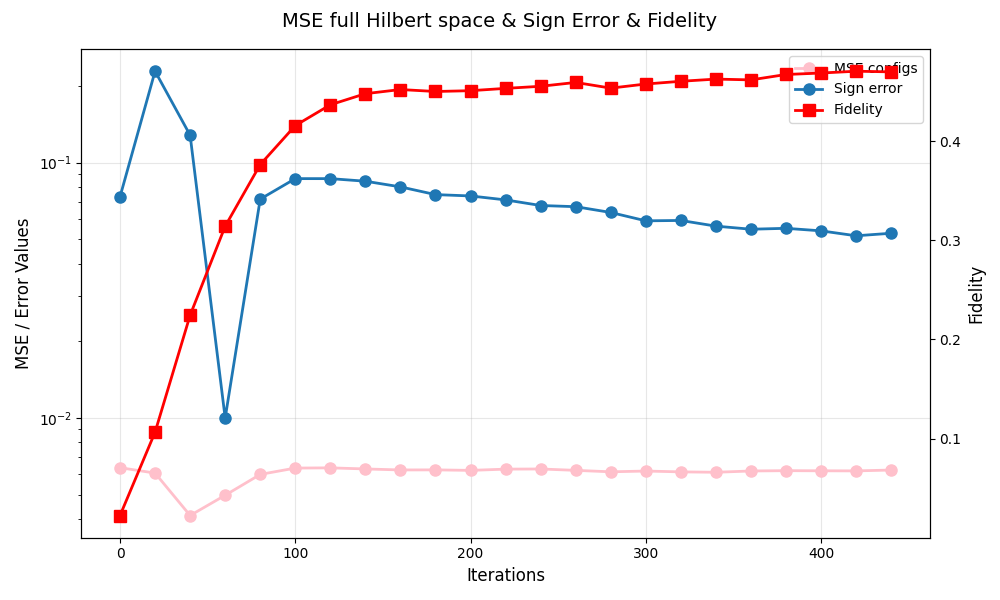 MSE full Hilbert space & Sign Error & Fidelity
MSE configs
Sign error
Fidelity
MSE / Error Values
10⁻¹
10⁻²
0.4
0.3
0.2
0.1
Fidelity
0
100
200
300
400
Iterations